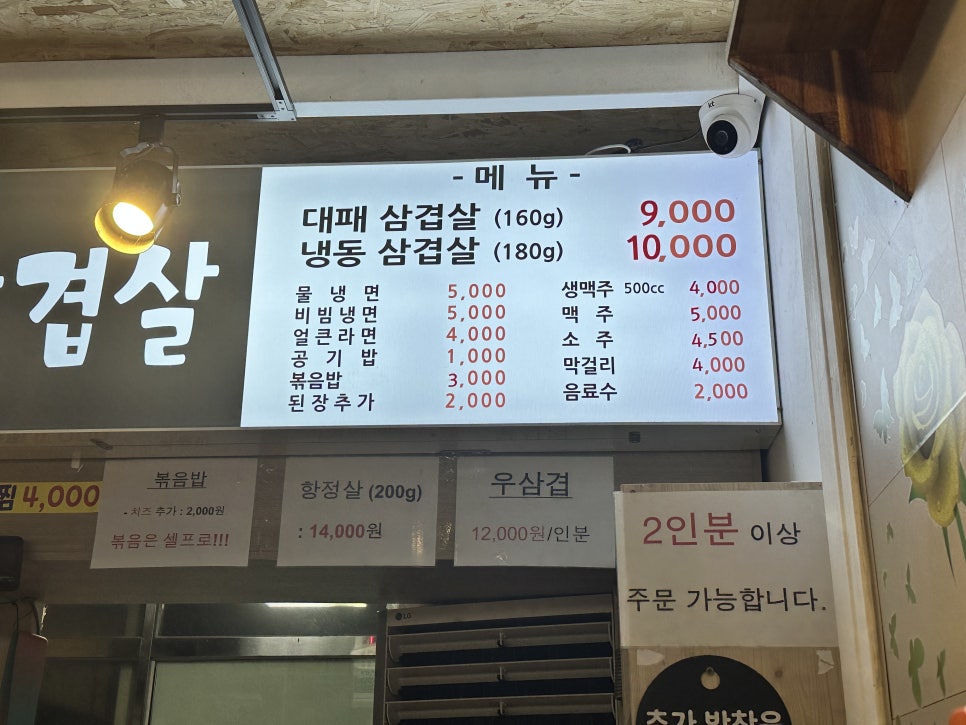 겹살
- 메 뉴 -
대패 삼겹살 (160g) 9,000
냉동 삼겹살 (180g) 10,000
물 냉 면 5,000
비 빔 냉 면 5,000
얼 큰 라 면 4,000
공 기 밥 1,000
볶음밥 3,000
된 장 추 가 2,000
생맥주 500cc 4,000
맥 주 5,000
소 주 4,500
막걸리 4,000
음료수 2,000
kt
찜 4,000
볶음밥
- 치즈 추가 : 2,000원
볶음은 셀프로!!!
항정살 (200g)
: 14,000원
우삼겹
12,000원/인분
2인분 이상
주문 가능합니다.
LG
추가 반찬은